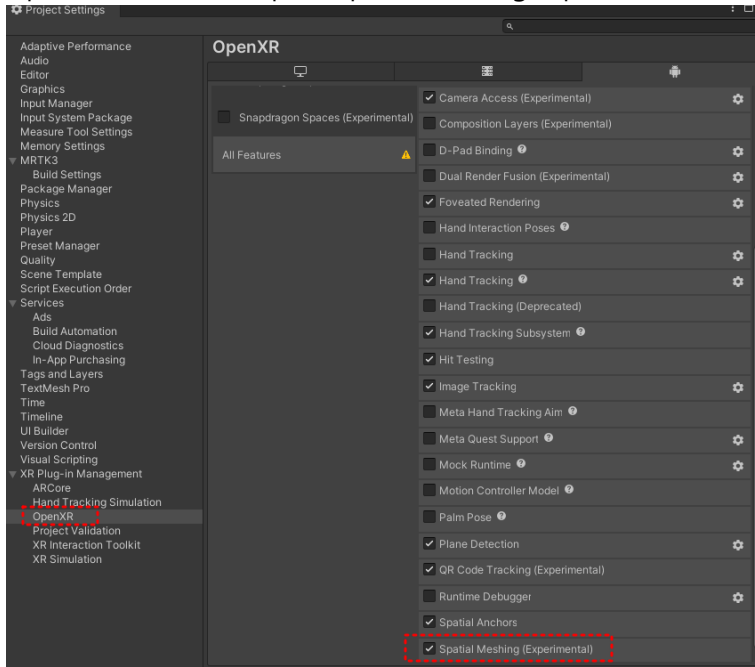 Project Settings
Adaptive Performance
Audio
Editor
Graphics
Input Manager
Input System Package
Measure Tool Settings
Memory Settings
MRTK3
Build Settings
Package Manager
Physics
Physics 2D
Player
Preset Manager
Quality
Scene Template
Script Execution Order
Services
Ads
Build Automation
Cloud Diagnostics
In-App Purchasing
Tags and Layers
TextMesh Pro
Time
Timeline
UI Builder
Version Control
Visual Scripting
XR Plug-in Management
ARCore
Hand Tracking Simulation
OpenXR
Project Validation
XR Interaction Toolkit
XR Simulation
OpenXR
Snapdragon Spaces (Experimental)
All Features
Camera Access (Experimental)
Composition Layers (Experimental)
D-Pad Binding
Dual Render Fusion (Experimental)
Foveated Rendering
Hand Interaction Poses
Hand Tracking
Hand Tracking
Hand Tracking (Deprecated)
Hand Tracking Subsystem
Hit Testing
Image Tracking
Meta Hand Tracking Aim
Meta Quest Support
Mock Runtime
Motion Controller Model
Palm Pose
Plane Detection
QR Code Tracking (Experimental)
Runtime Debugger
Spatial Anchors
Spatial Meshing (Experimental)